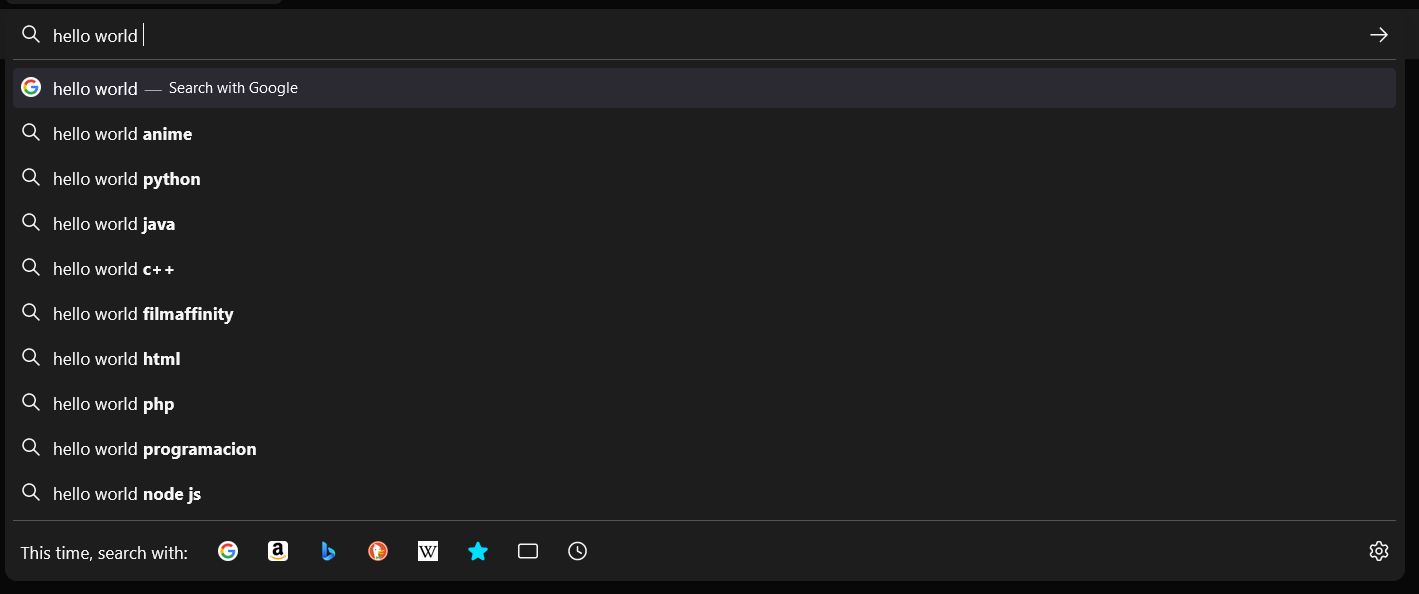 hello world
hello world — Search with Google
hello world anime
hello world python
hello world java
hello world c++
hello world filmaffinity
hello world html
hello world php
hello world programacion
hello world node js
This time, search with: